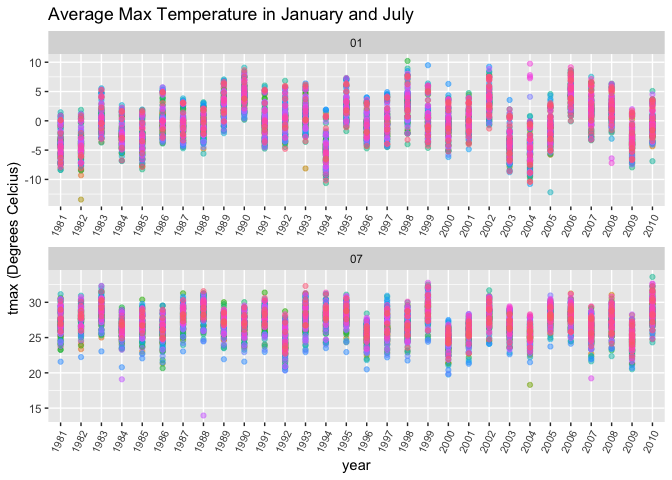 Average Max Temperature in January and July
01
10
5
0
-5
-10
1981 1982 1983 1984 1985 1986 1987 1988 1989 1990 1991 1992 1993 1994 1995 1996 1997 1998 1999 2000 2001 2002 2003 2004 2005 2006 2007 2008 2009 2010
tmax (Degrees Celcius)
07
30
25
20
15
1981 1982 1983 1984 1985 1986 1987 1988 1989 1990 1991 1992 1993 1994 1995 1996 1997 1998 1999 2000 2001 2002 2003 2004 2005 2006 2007 2008 2009 2010
year